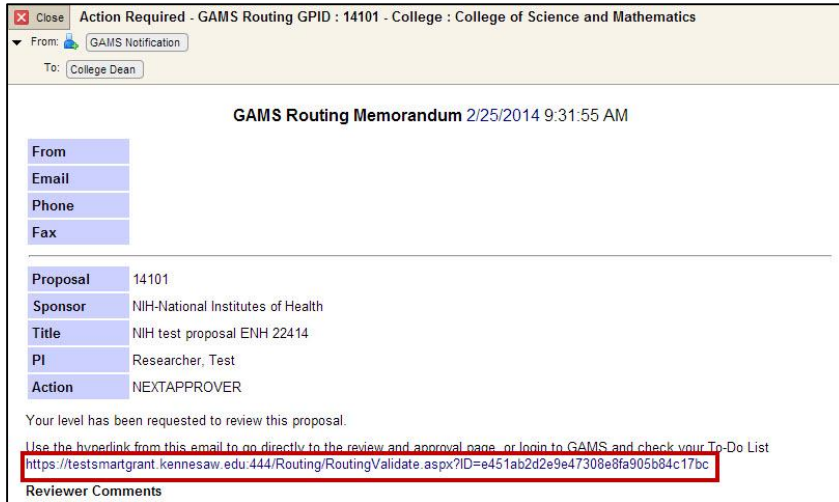 Close Action Required - GAMS Routing GPID : 14101 - College : College of Science and Mathematics
From: GAMS Notification
To: College Dean
GAMS Routing Memorandum 2/25/2014 9:31:55 AM
From
Email
Phone
Fax
Proposal 14101
Sponsor NIH-National Institutes of Health
Title NIH test proposal ENH 22414
PI Researcher, Test
Action NEXTAPPROVER
Your level has been requested to review this proposal.
Use the hyperlink from this email to go directly to the review and approval page, or login to GAMS and check your To-Do List
https://testsmartgrant.kennesaw.edu:444/Routing/RoutingValidate.aspx?ID=e451ab2d2e9e47308e8fa905b84c17bc
Reviewer Comments